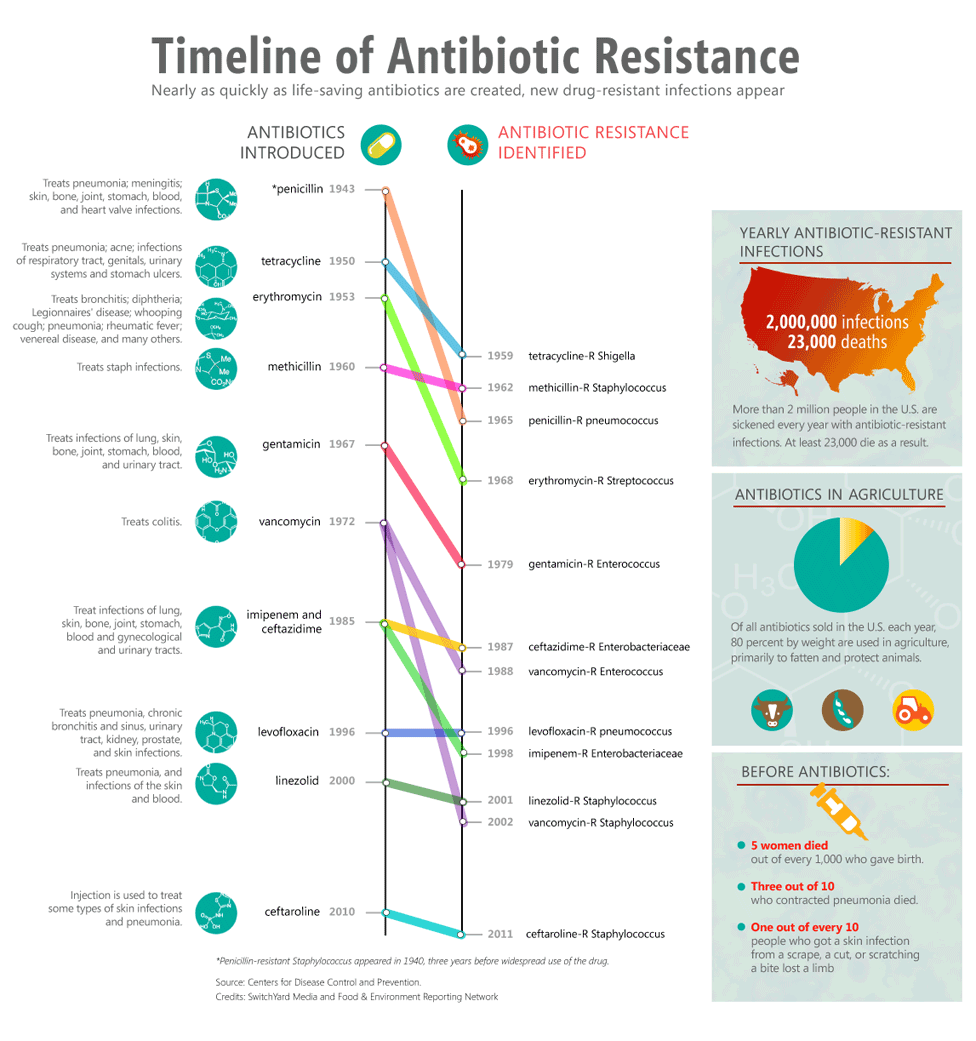 Timeline of Antibiotic Resistance
Nearly as quickly as life-saving antibiotics are created, new drug-resistant infections appear
ANTIBIOTICS
INTRODUCED
ANTIBIOTIC RESISTANCE
IDENTIFIED
Treats pneumonia; meningitis;
skin, bone, joint, stomach, blood,
and heart valve infections.
*penicillin 1943
Treats pneumonia; acne; infections
of respiratory tract, genitals, urinary
systems and stomach ulcers.
tetracycline 1950
Treats bronchitis; diphtheria;
Legionnaires' disease; whooping
cough; pneumonia; rheumatic fever;
venereal disease, and many others.
erythromycin 1953
Treats staph infections.
methicillin 1960
Treats infections of lung, skin,
bone, joint, stomach, blood,
and urinary tract.
gentamicin 1967
Treats colitis.
vancomycin 1972
Treat infections of lung,
skin, bone, joint, stomach,
blood and gynecological
and urinary tracts.
imipenem and
ceftazidime 1985
Treats pneumonia, chronic
bronchitis and sinus, urinary
tract, kidney, prostate,
and skin infections.
levofloxacin 1996
Treats pneumonia, and
infections of the skin
and blood.
linezolid 2000
Injection is used to treat
some types of skin infections
and pneumonia.
ceftaroline 2010
1959 tetracycline-R Shigella
1962 methicillin-R Staphylococcus
1965 penicillin-R pneumococcus
1968 erythromycin-R Streptococcus
1979 gentamicin-R Enterococcus
1987 ceftazidime-R Enterobacteriaceae
1988 vancomycin-R Enterococcus
1996 levofloxacin-R pneumococcus
1998 imipenem-R Enterobacteriaceae
2001 linezolid-R Staphylococcus
2002 vancomycin-R Staphylococcus
2011 ceftaroline-R Staphylococcus
*Penicillin-resistant Staphylococcus appeared in 1940, three years before widespread use of the drug.
Source: Centers for Disease Control and Prevention.
Credits: SwitchYard Media and Food & Environment Reporting Network
YEARLY ANTIBIOTIC-RESISTANT
INFECTIONS
2,000,000 infections
23,000 deaths
More than 2 million people in the U.S. are
sickened every year with antibiotic-resistant
infections. At least 23,000 die as a result.
ANTIBIOTICS IN AGRICULTURE
H₃C
Of all antibiotics sold in the U.S. each year,
80 percent by weight are used in agriculture,
primarily to fatten and protect animals.
BEFORE ANTIBIOTICS:
5 women died
out of every 1,000 who gave birth.
Three out of 10
who contracted pneumonia died.
One out of every 10
people who got a skin infection
from a scrape, a cut, or scratching
a bite lost a limb